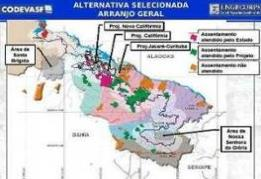 CODEVASF
ALTERNATIVA SELECIONADA
ARRANJO GERAL
ENGECORPS
Proj. Nova Califórnia
Proj. Califórnia
Proj. Jacaré-Curituba
Assentamento
atendido pelo Estado
Assentamento
atendido pelo Projeto
Assentamento não
atendido
Área de
Santa
Brígida
ALAGOAS
BAHIA
Área de
Nossa
Senhora
da Glória
SERGIPE